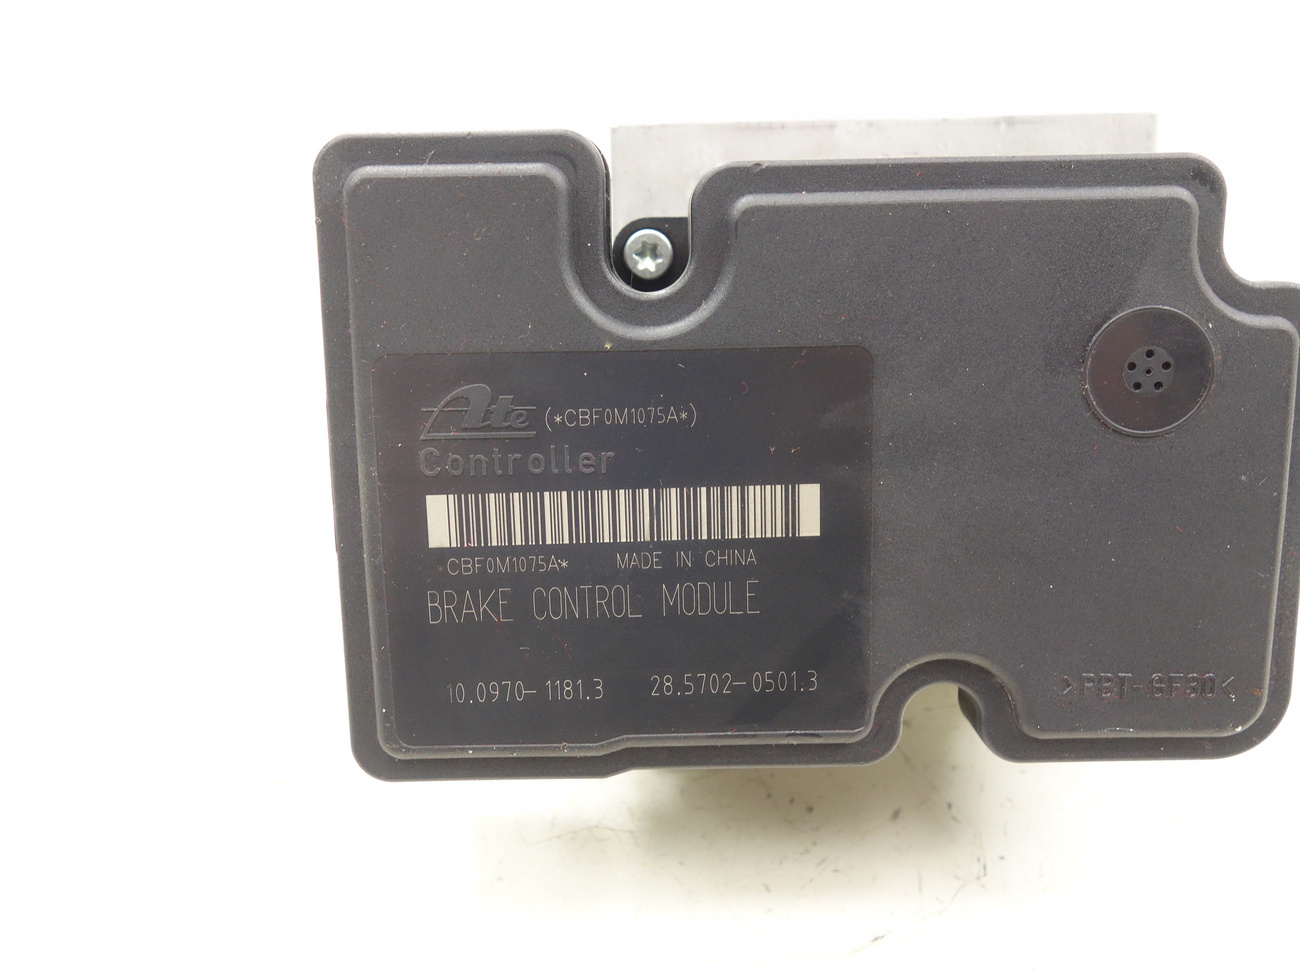 Ate (*CBF0M1075A*)
Controller
CBF0M1075A* MADE IN CHINA
BRAKE CONTROL MODULE
10.0970-1181.3 28.5702-0501.3
>PBT-GF30<